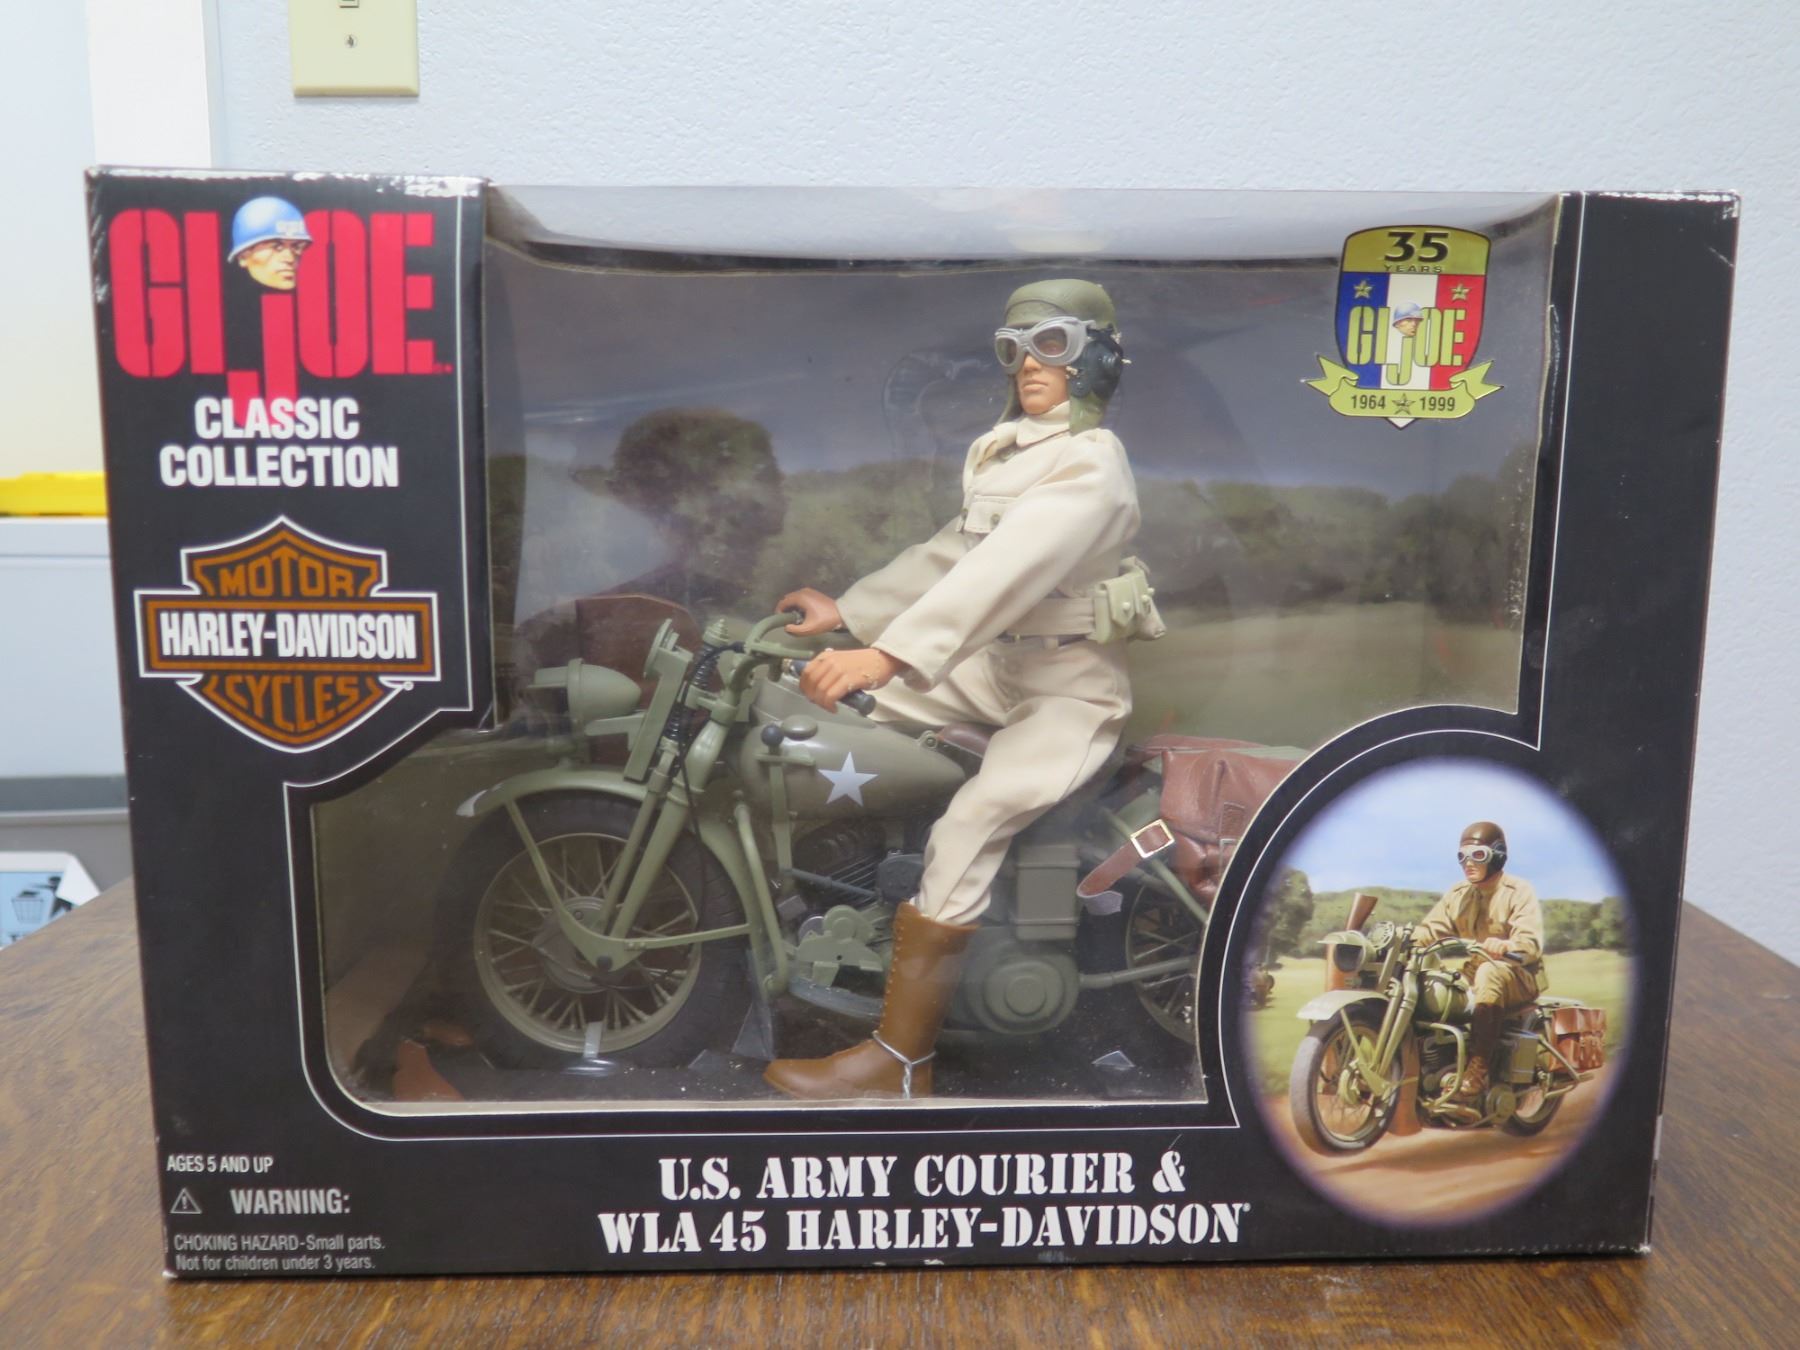 GI JOE.
CLASSIC
COLLECTION
MOTOR
HARLEY-DAVIDSON
CYCLES
35
YEARS
GI JOE
1964 1999
AGES 5 AND UP
WARNING:
CHOKING HAZARD-Small parts.
Not for children under 3 years.
U.S. ARMY COURIER &
WLA 45 HARLEY-DAVIDSON